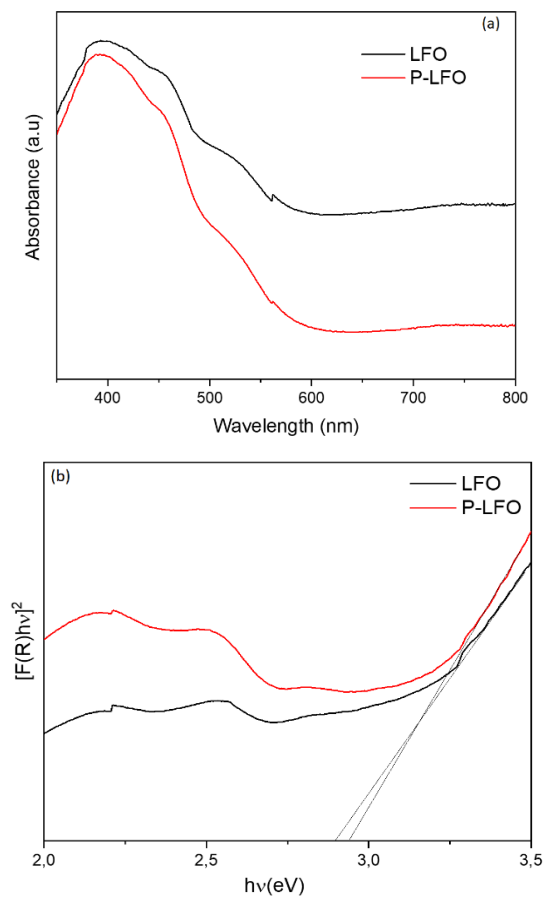 (a)
LFO
P-LFO
Absorbance (a.u)
400 500 600 700 800
Wavelength (nm)
(b)
LFO
P-LFO
[F(R)hν]²
2,0 2,5 3,0 3,5
hν(eV)